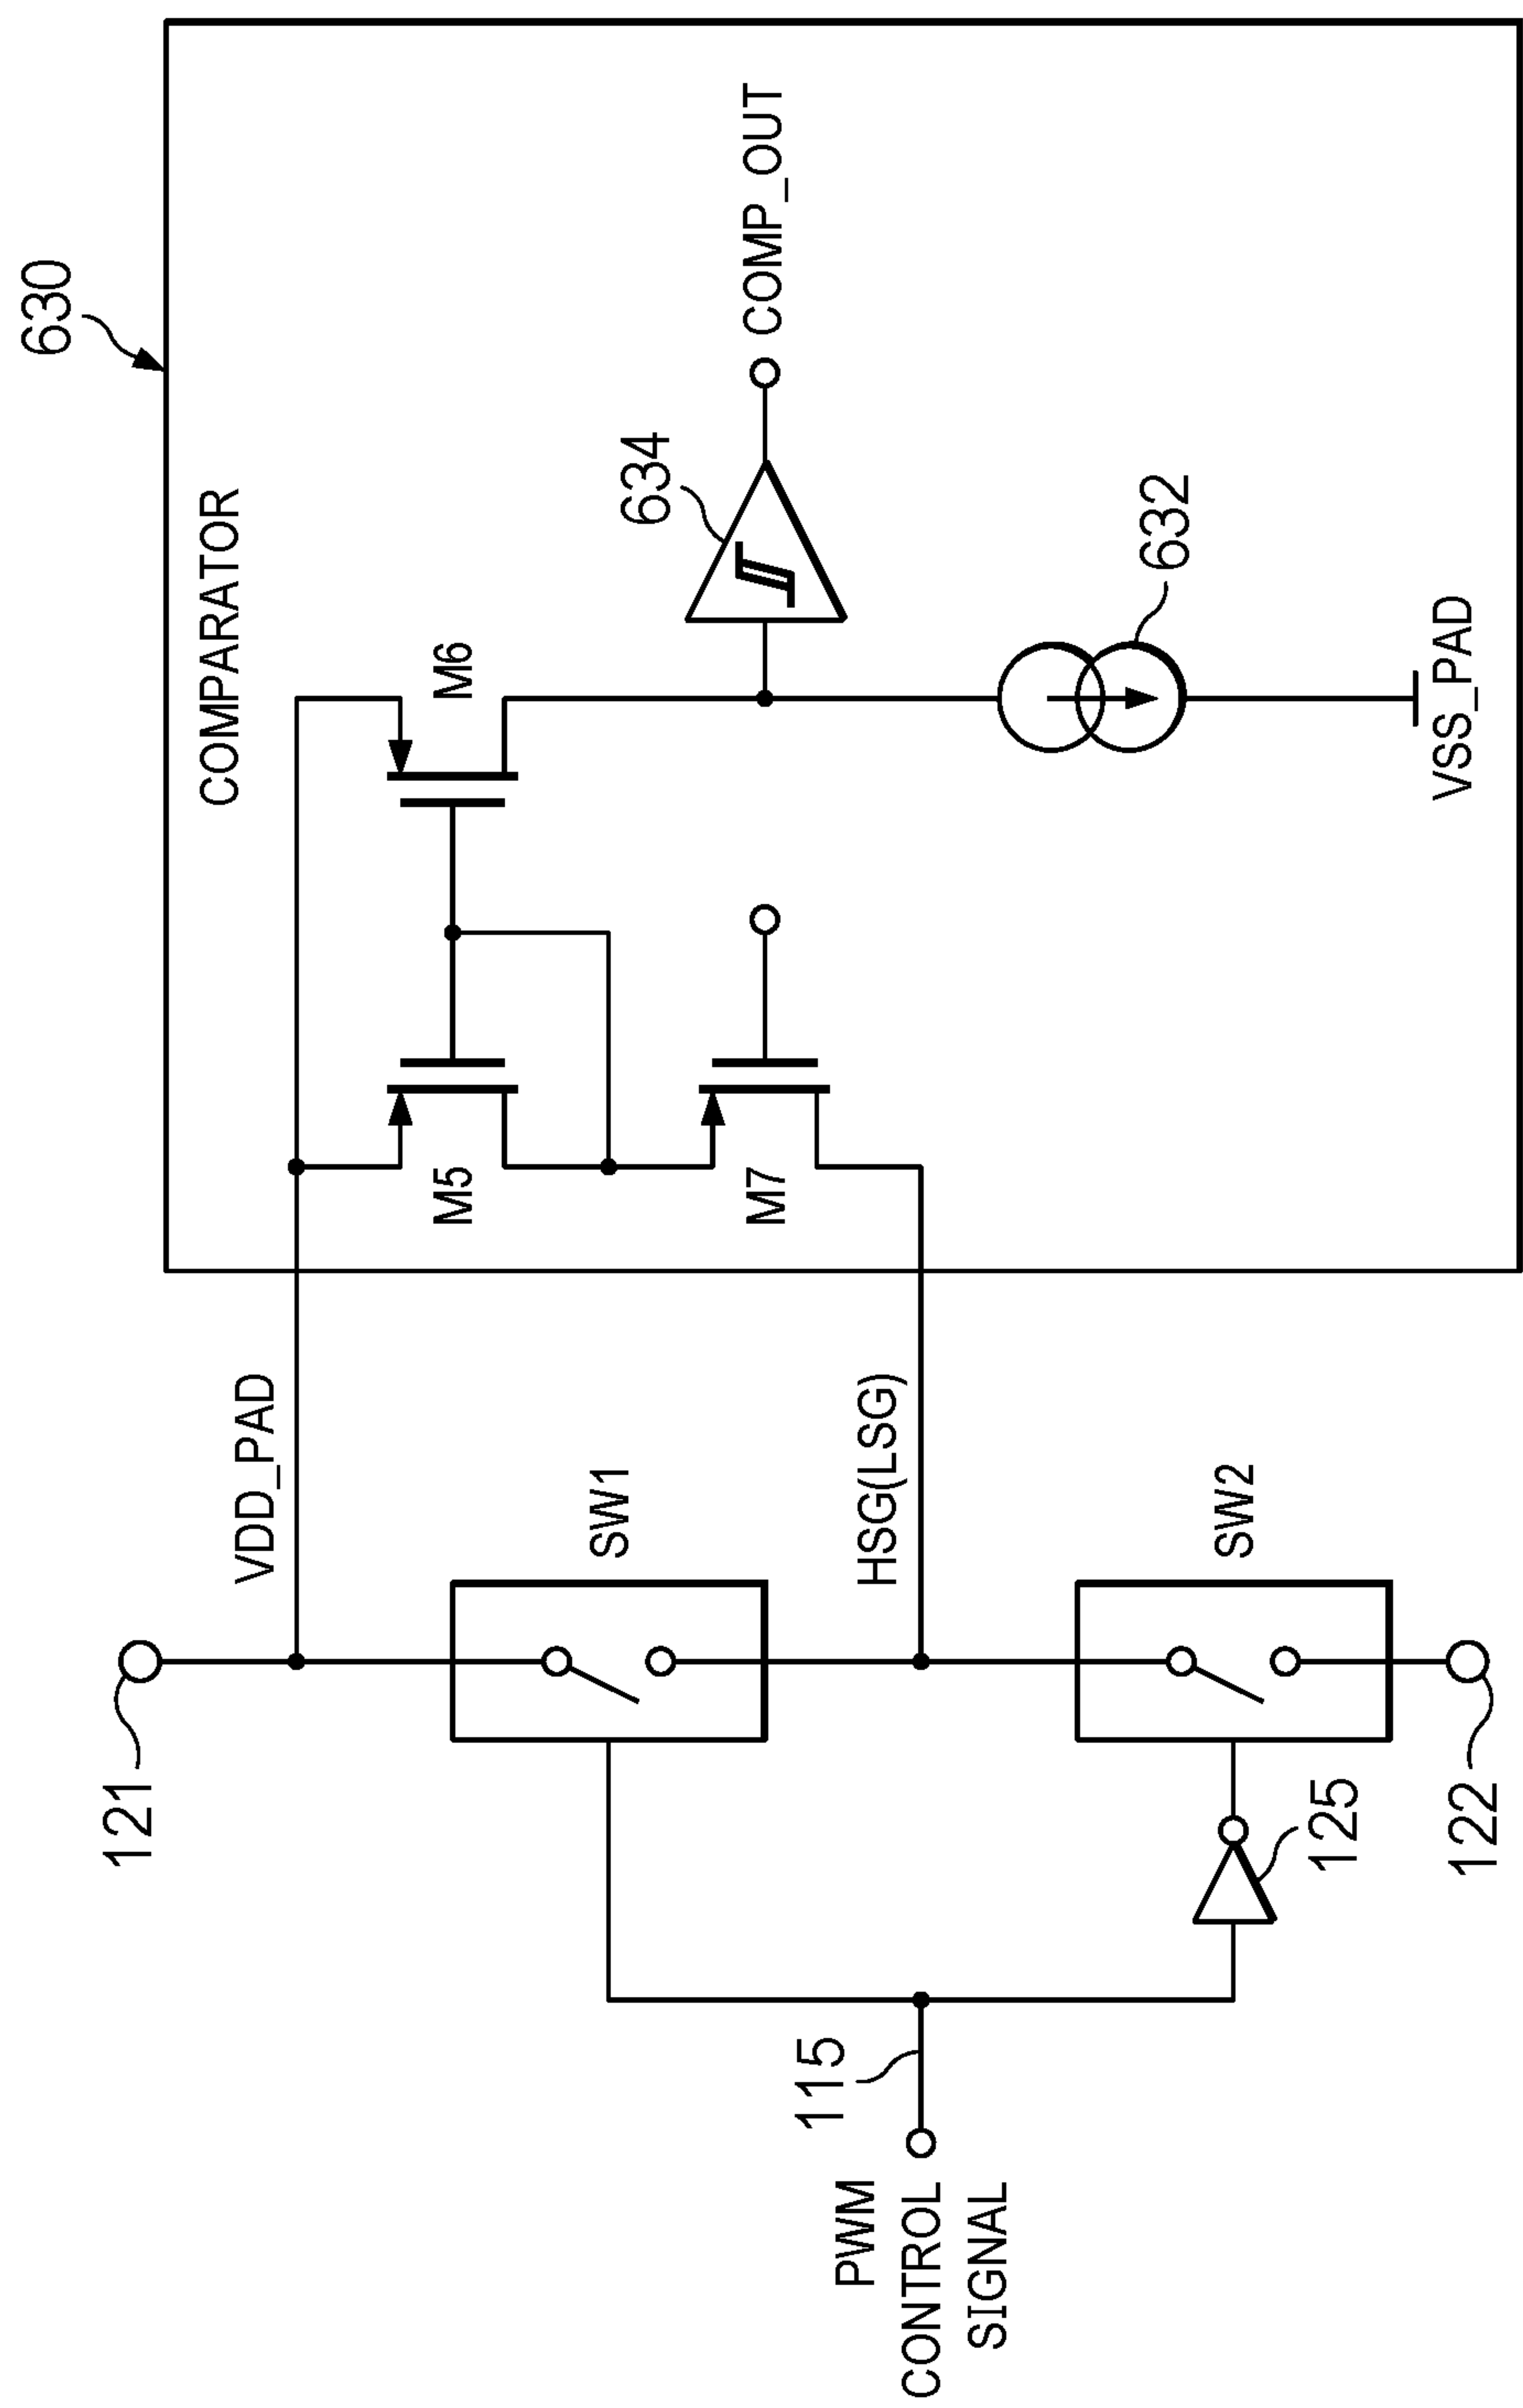 630
COMPARATOR
M6
634
COMP_OUT
632
VSS_PAD
M5
M7
VDD_PAD
HSG(LSG)
SW1
SW2
121
122
125
115
PWM
CONTROL
SIGNAL